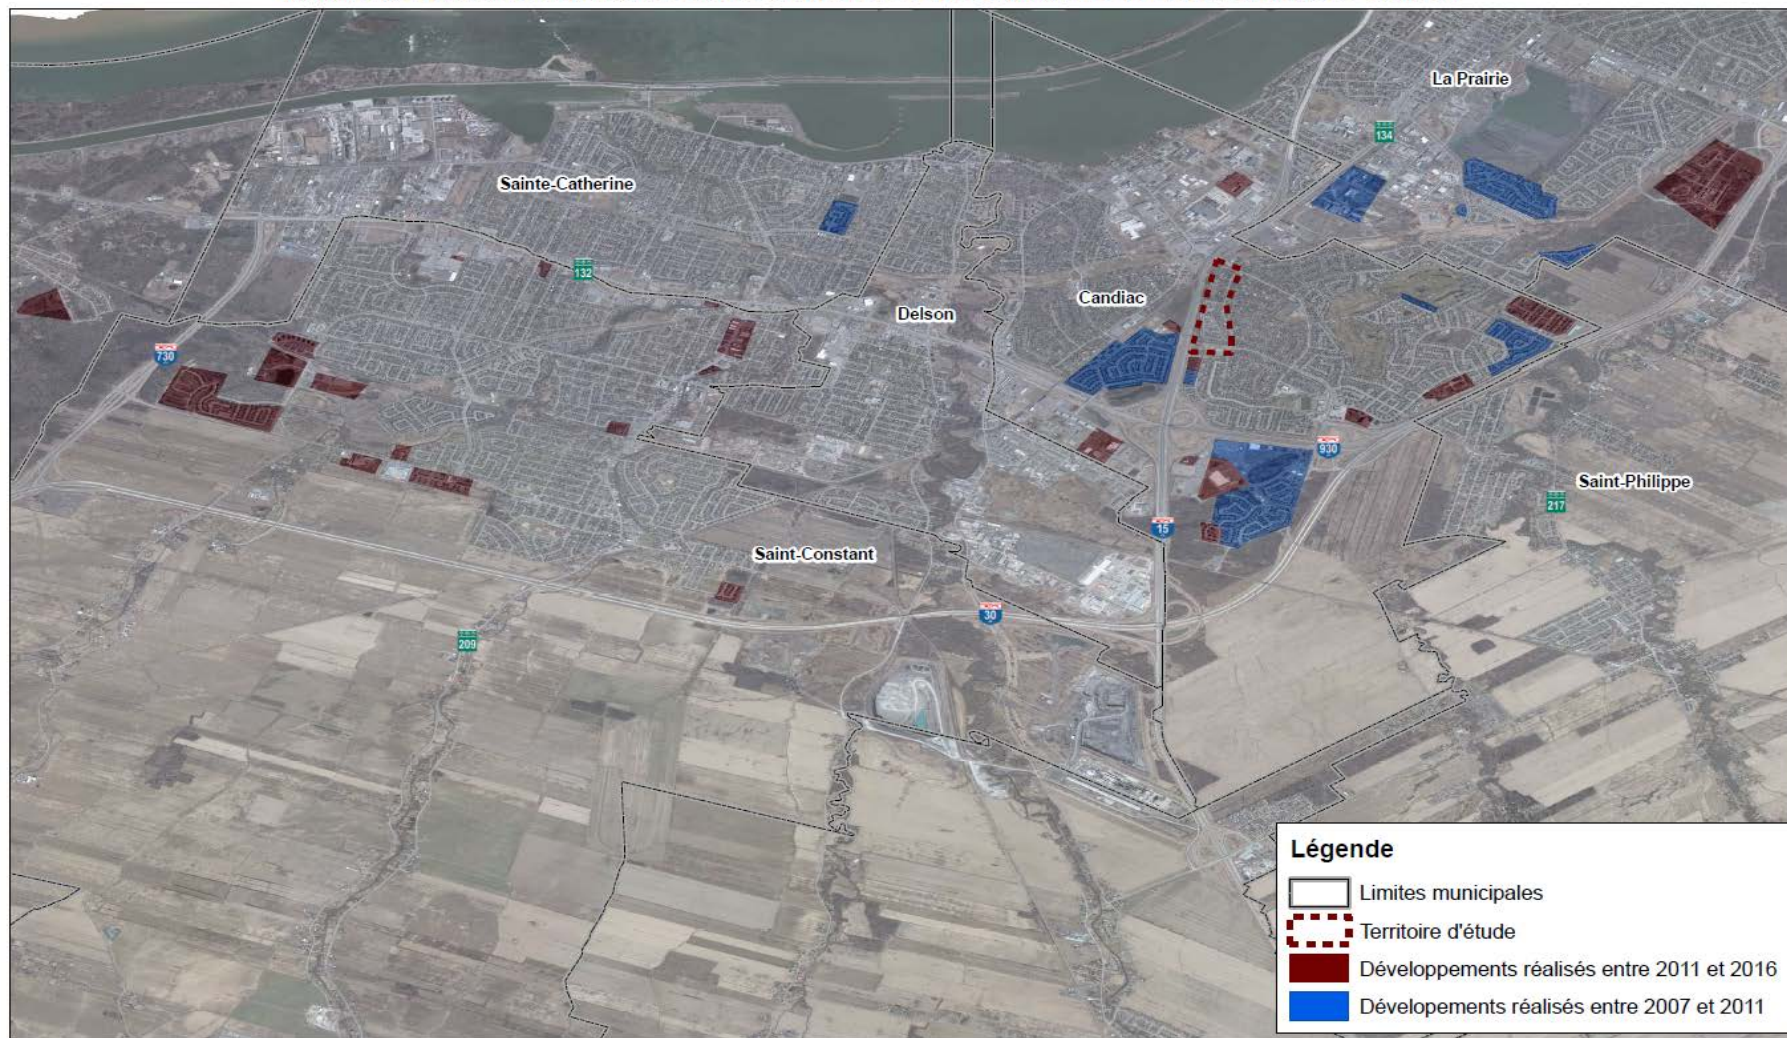 La Prairie
134
Sainte-Catherine
132
Candiac
Delson
730
930
Saint-Philippe
217
15
Saint-Constant
30
209
Légende
Limites municipales
Territoire d'étude
Développements réalisés entre 2011 et 2016
Dévelopements réalisés entre 2007 et 2011